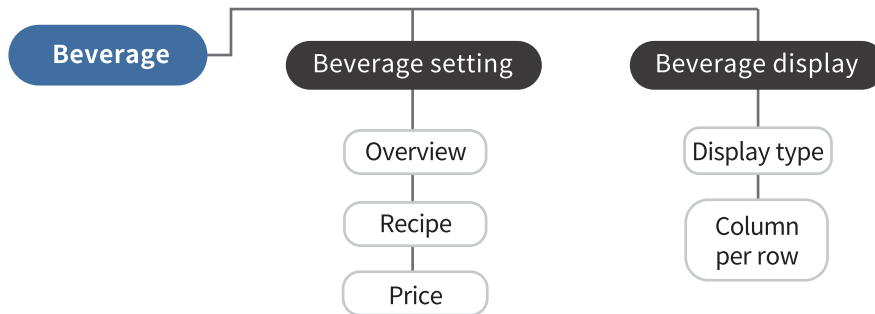 Beverage
Beverage setting
Overview
Recipe
Price
Beverage display
Display type
Column
per row